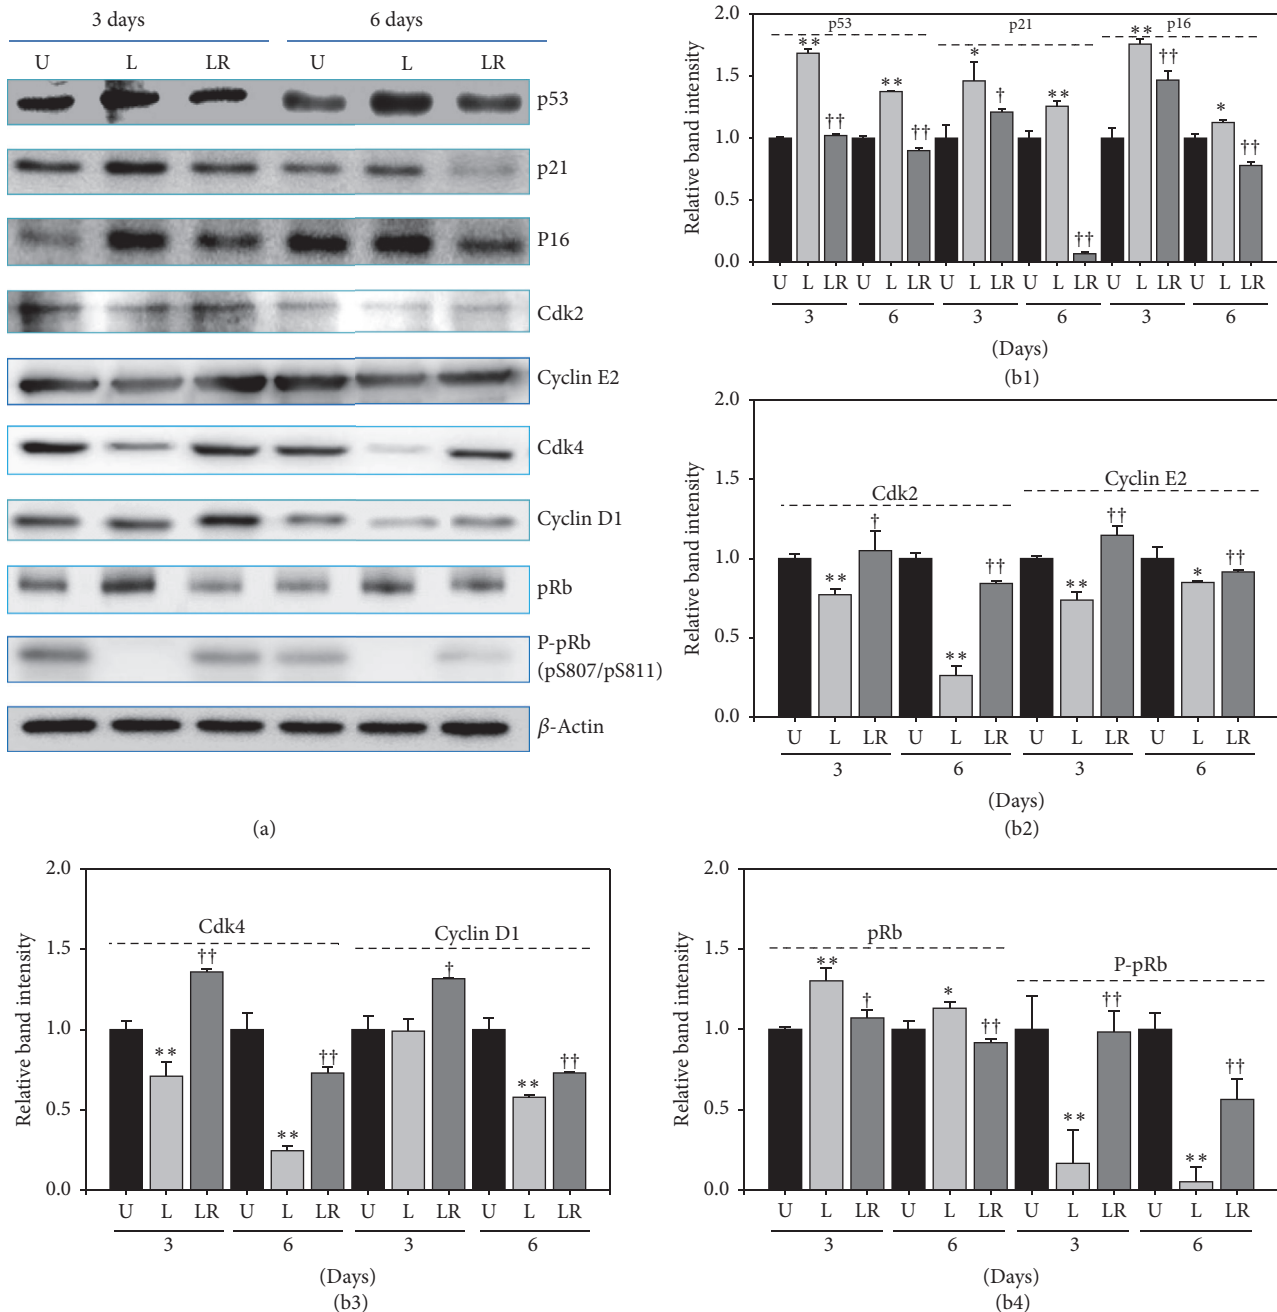 3 days 6 days
U L LR U L LR
p53
p21
P16
Cdk2
Cyclin E2
Cdk4
Cyclin D1
pRb
P-pRb
(pS807/pS811)
β-Actin
(a)
Relative band intensity
2.0
1.5
1.0
0.5
0.0
p53 p21 p16
** †† ** †† * † ** †† ** †† * ††
U L LR U L LR U L LR U L LR U L LR U L LR
3 6 3 6 3 6
(Days)
(b1)
Relative band intensity
2.0
1.5
1.0
0.5
0.0
Cdk2 Cyclin E2
** † ** †† ** †† * ††
U L LR U L LR U L LR U L LR
3 6 3 6
(Days)
(b2)
Relative band intensity
2.0
1.5
1.0
0.5
0.0
Cdk4 Cyclin D1
** †† ** †† † ** ††
U L LR U L LR U L LR U L LR
3 6 3 6
(Days)
(b3)
Relative band intensity
2.0
1.5
1.0
0.5
0.0
pRb P-pRb
** † * †† ** †† ** ††
U L LR U L LR U L LR U L LR
3 6 3 6
(Days)
(b4)